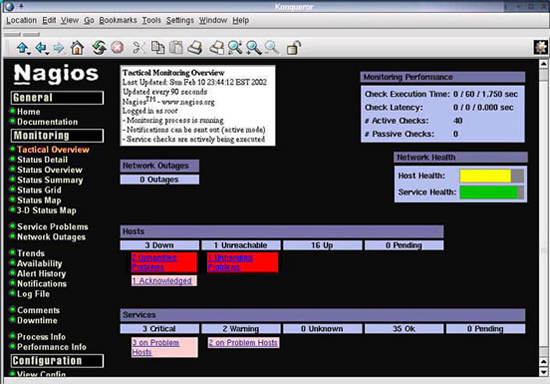 Konqueror
Location Edit View Go Bookmarks Tools Settings Window Help
Nagios
General
Home
Documentation
Monitoring
Tactical Overview
Status Detail
Status Overview
Status Summary
Status Grid
Status Map
3-D Status Map
Service Problems
Network Outages
Trends
Availability
Alert History
Notifications
Log File
Comments
Downtime
Process Info
Performance Info
Configuration
View Config
Tactical Monitoring Overview
Last Updated: Sun Feb 10 23:44:12 EST 2002
Updated every 90 seconds
Nagios™ - www.nagios.org
Logged in as root
- Monitoring process is running
- Notifications can be sent out (active mode)
- Service checks are actively being executed
Monitoring Performance
Check Execution Time: 0 / 60 / 1.750 sec
Check Latency: 0 / 0 / 0.000 sec
# Active Checks: 40
# Passive Checks: 0
Network Outages
0 Outages
Network Health
Host Health:
Service Health:
Hosts
3 Down 1 Unreachable 16 Up 0 Pending
2 Unhandled Problems 1 Unhandled Problems
1 Acknowledged
Services
3 Critical 2 Warning 0 Unknown 35 Ok 0 Pending
3 on Problem Hosts 2 on Problem Hosts